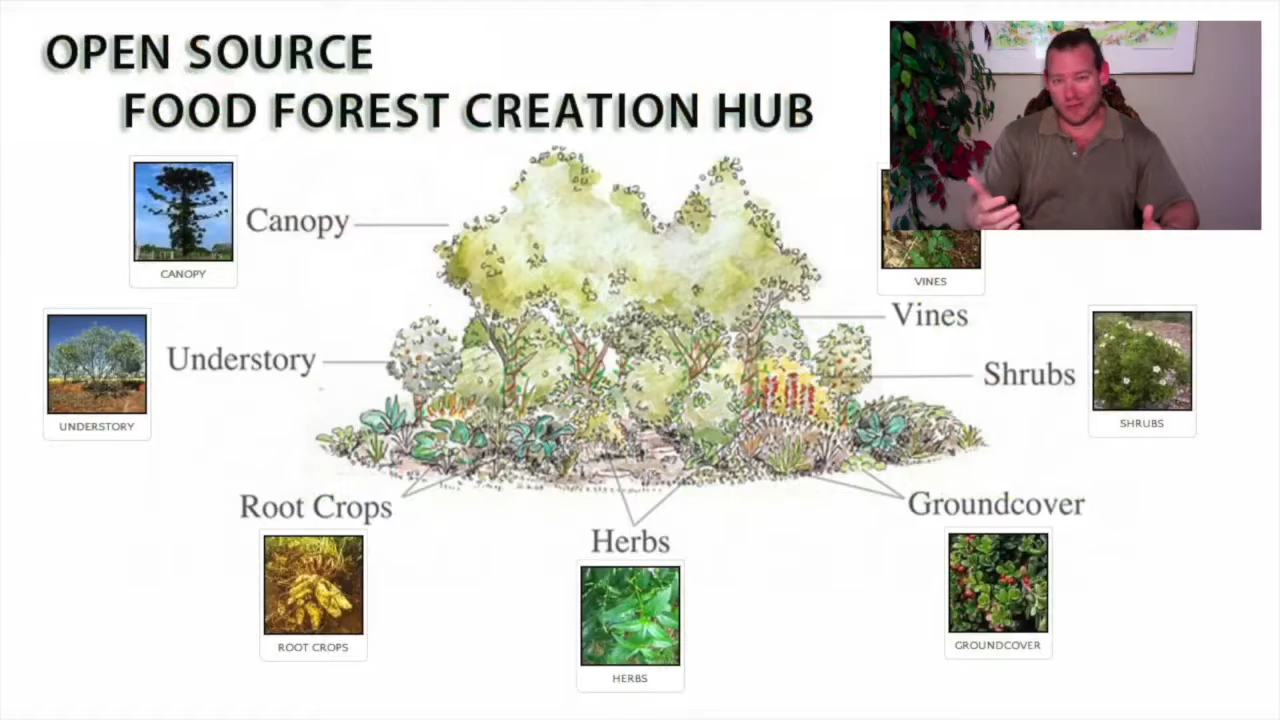 OPEN SOURCE
FOOD FOREST CREATION HUB
CANOPY
Canopy
VINES
Vines
UNDERSTORY
Understory
Shrubs
SHRUBS
Root Crops
ROOT CROPS
Herbs
HERBS
Groundcover
GROUNDCOVER